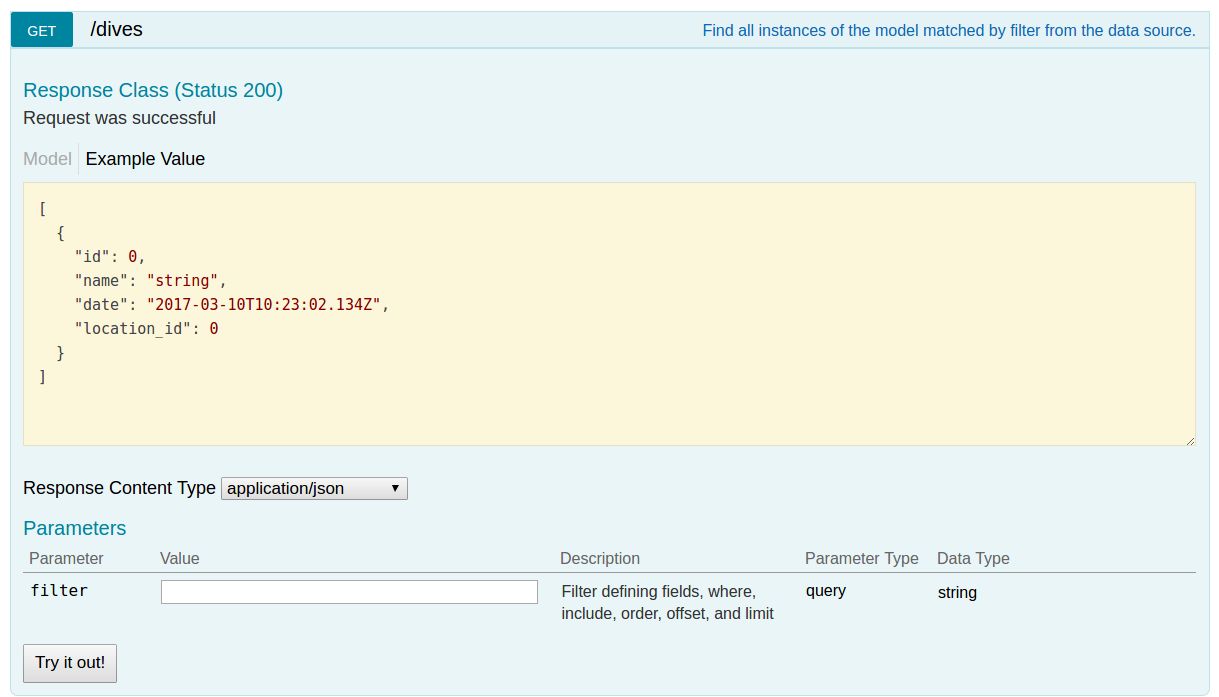 GET /dives Find all instances of the model matched by filter from the data source.
Response Class (Status 200)
Request was successful
Model Example Value
[
  {
    "id": 0,
    "name": "string",
    "date": "2017-03-10T10:23:02.134Z",
    "location_id": 0
  }
]
Response Content Type application/json
Parameters
Parameter Value Description Parameter Type Data Type
filter Filter defining fields, where, query string
include, order, offset, and limit
Try it out!